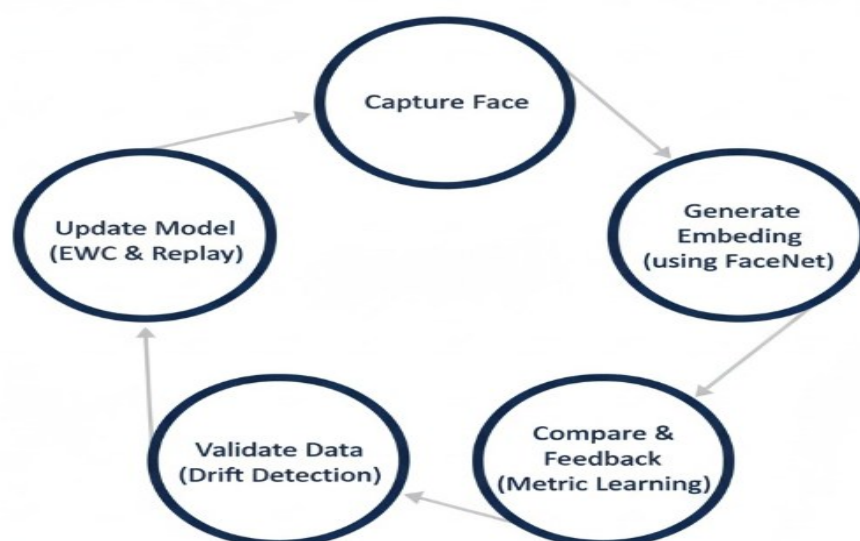 Capture Face
Generate
Embeding
(using FaceNet)
Compare &
Feedback
(Metric Learning)
Validate Data
(Drift Detection)
Update Model
(EWC & Replay)